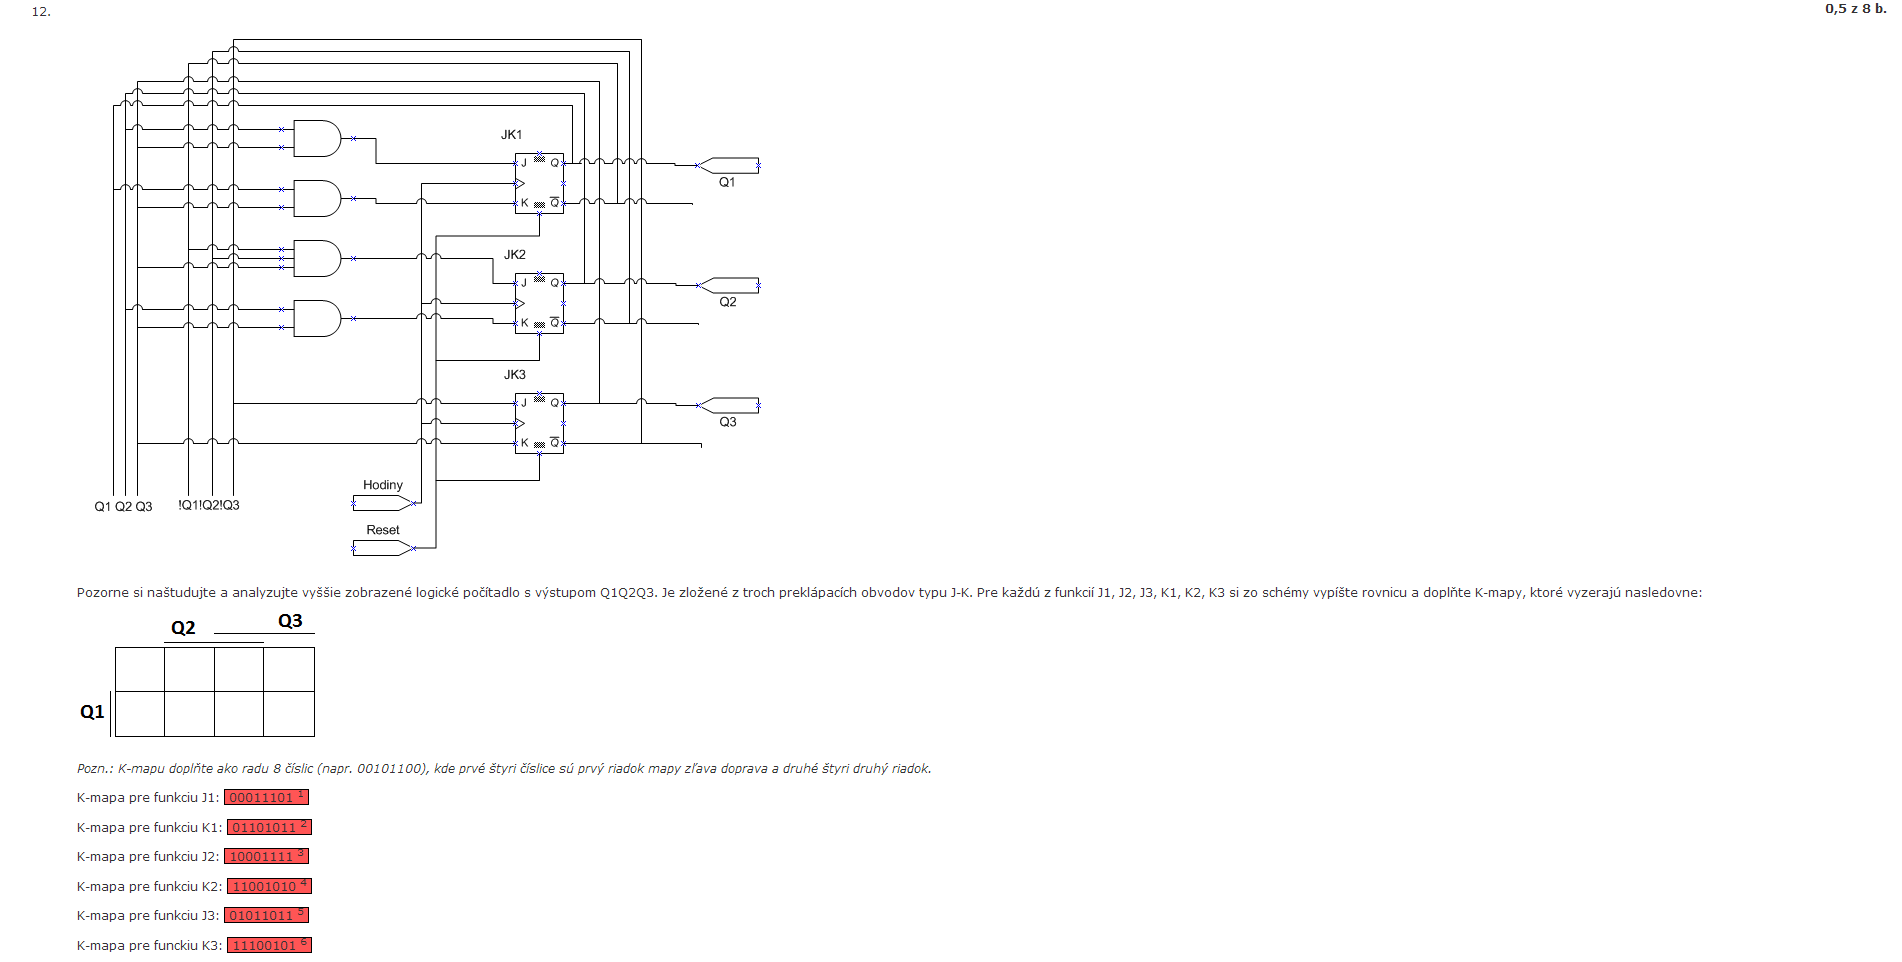 12.
0,5 z 8 b.
JK1
J Q
Q1
K Q
JK2
J Q
Q2
K Q
JK3
J Q
Q3
K Q
Hodiny
Q1 Q2 Q3 !Q1!Q2!Q3
Reset
Pozorne si naštudujte a analyzujte vyššie zobrazené logické počítadlo s výstupom Q1Q2Q3. Je zložené z troch preklápacích obvodov typu J-K. Pre každú z funkcií J1, J2, J3, K1, K2, K3 si zo schémy vypíšte rovnicu a doplňte K-mapy, ktoré vyzerajú nasledovne:
Q2 Q3
Q1
Pozn.: K-mapu doplňte ako radu 8 číslic (napr. 00101100), kde prvé štyri číslice sú prvý riadok mapy zľava doprava a druhé štyri druhý riadok.
K-mapa pre funkciu J1: 00011101 1
K-mapa pre funkciu K1: 01101011 2
K-mapa pre funkciu J2: 10001111 3
K-mapa pre funkciu K2: 11001010 4
K-mapa pre funkciu J3: 01011011 5
K-mapa pre funckiu K3: 11100101 6